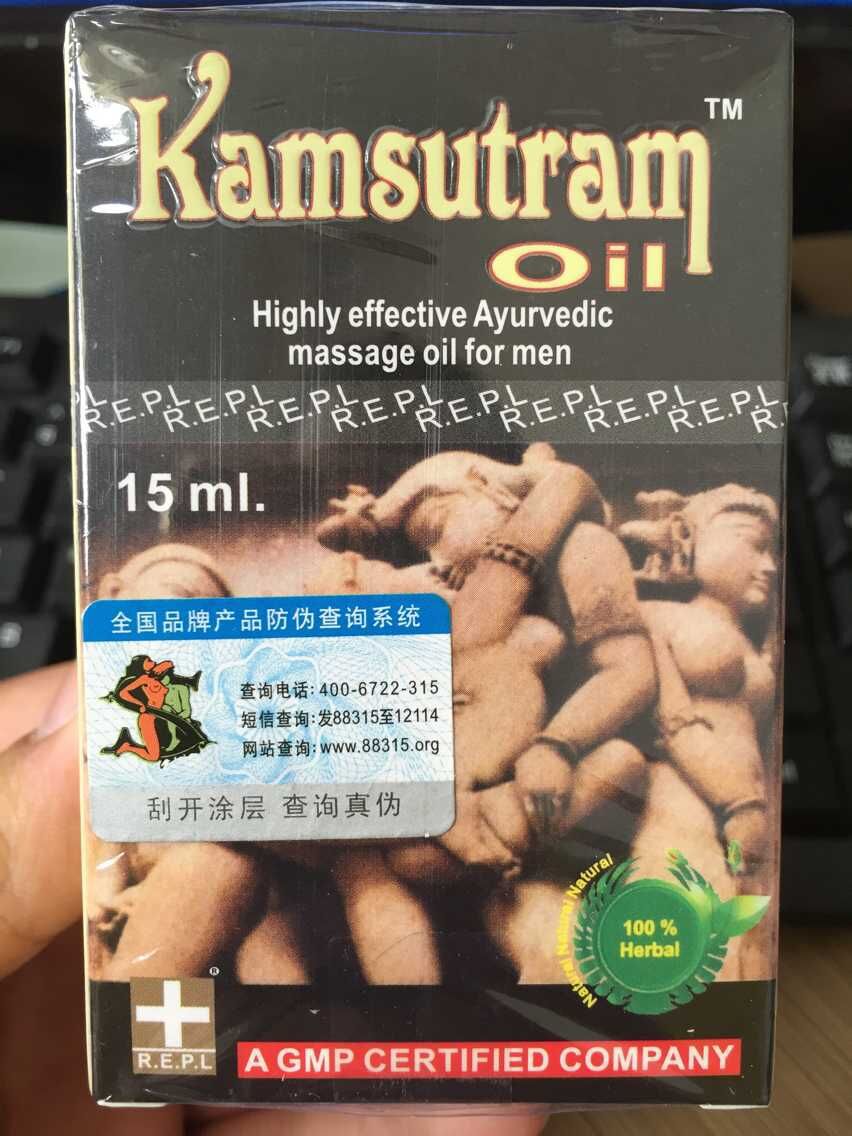 Kamsutram™
Oil
Highly effective Ayurvedic
massage oil for men
R.E.P.L R.E.P.L R.E.P.L R.E.P.L R.E.P.L R.E.P.L R.E.P.L R.E.P.L
15 ml.
全国品牌产品防伪查询系统
查询电话:400-6722-315
短信查询:发88315至12114
网站查询:www.88315.org
刮开涂层 查询真伪
Natural Natural Natural
100 %
Herbal
®
R.E.P.L
A GMP CERTIFIED COMPANY